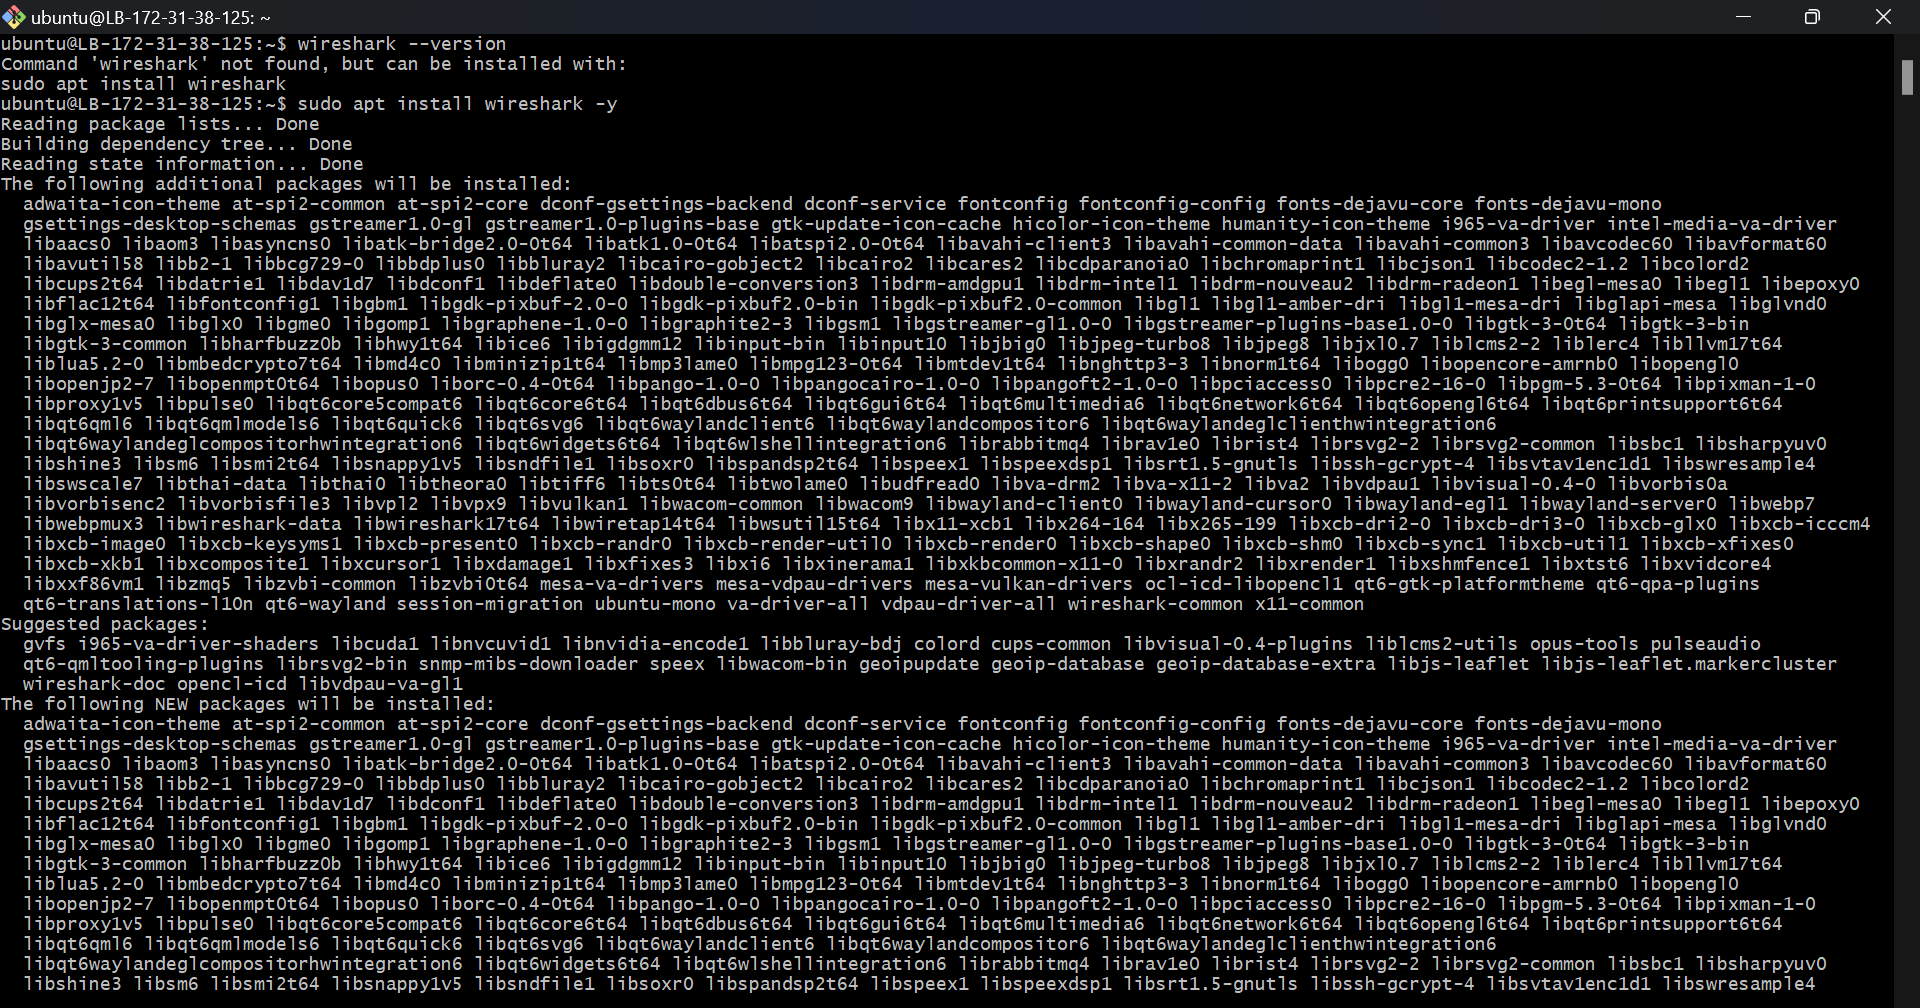 ubuntu@LB-172-31-38-125: ~
ubuntu@LB-172-31-38-125:~$ wireshark --version
Command 'wireshark' not found, but can be installed with:
sudo apt install wireshark
ubuntu@LB-172-31-38-125:~$ sudo apt install wireshark -y
Reading package lists... Done
Building dependency tree... Done
Reading state information... Done
The following additional packages will be installed:
  adwaita-icon-theme at-spi2-common at-spi2-core dconf-gsettings-backend dconf-service fontconfig fontconfig-config fonts-dejavu-core fonts-dejavu-mono
  gsettings-desktop-schemas gstreamer1.0-gl gstreamer1.0-plugins-base gtk-update-icon-cache hicolor-icon-theme humanity-icon-theme i965-va-driver intel-media-va-driver
  libaacs0 libaom3 libasyncns0 libatk-bridge2.0-0t64 libatk1.0-0t64 libatspi2.0-0t64 libavahi-client3 libavahi-common-data libavahi-common3 libavcodec60 libavformat60
  libavutil58 libb2-1 libbcg729-0 libbdplus0 libbluray2 libcairo-gobject2 libcairo2 libcares2 libcdparanoia0 libchromaprint1 libcjson1 libcodec2-1.2 libcolord2
  libcups2t64 libdatrie1 libdav1d7 libdconf1 libdeflate0 libdouble-conversion3 libdrm-amdgpu1 libdrm-intel1 libdrm-nouveau2 libdrm-radeon1 libegl-mesa0 libegl1 libepoxy0
  libflac12t64 libfontconfig1 libgbm1 libgdk-pixbuf-2.0-0 libgdk-pixbuf2.0-bin libgdk-pixbuf2.0-common libgl1 libgl1-amber-dri libgl1-mesa-dri libglapi-mesa libglvnd0
  libglx-mesa0 libglx0 libgme0 libgomp1 libgraphene-1.0-0 libgraphite2-3 libgsm1 libgstreamer-gl1.0-0 libgstreamer-plugins-base1.0-0 libgtk-3-0t64 libgtk-3-bin
  libgtk-3-common libharfbuzz0b libhwy1t64 libice6 libigdgmm12 libinput-bin libinput10 libjbig0 libjpeg-turbo8 libjpeg8 libjxl0.7 liblcms2-2 liblerc4 libllvm17t64
  liblua5.2-0 libmbedcrypto7t64 libmd4c0 libminizip1t64 libmp3lame0 libmpg123-0t64 libmtdev1t64 libnghttp3-3 libnorm1t64 libogg0 libopencore-amrnb0 libopengl0
  libopenjp2-7 libopenmpt0t64 libopus0 liborc-0.4-0t64 libpango-1.0-0 libpangocairo-1.0-0 libpangoft2-1.0-0 libpciaccess0 libpcre2-16-0 libpgm-5.3-0t64 libpixman-1-0
  libproxy1v5 libpulse0 libqt6core5compat6 libqt6core6t64 libqt6dbus6t64 libqt6gui6t64 libqt6multimedia6 libqt6network6t64 libqt6opengl6t64 libqt6printsupport6t64
  libqt6qml6 libqt6qmlmodels6 libqt6quick6 libqt6svg6 libqt6waylandclient6 libqt6waylandcompositor6 libqt6waylandeglclienthwintegration6
  libqt6waylandeglcompositorhwintegration6 libqt6widgets6t64 libqt6wlshellintegration6 librabbitmq4 librav1e0 librist4 librsvg2-2 librsvg2-common libsbc1 libsharpyuv0
  libshine3 libsm6 libsmi2t64 libsnappy1v5 libsndfile1 libsoxr0 libspandsp2t64 libspeex1 libspeexdsp1 libsrt1.5-gnutls libssh-gcrypt-4 libsvtav1enc1d1 libswresample4
  libswscale7 libthai-data libthai0 libtheora0 libtiff6 libts0t64 libtwolame0 libudfread0 libva-drm2 libva-x11-2 libva2 libvdpau1 libvisual-0.4-0 libvorbis0a
  libvorbisenc2 libvorbisfile3 libvpl2 libvpx9 libvulkan1 libwacom-common libwacom9 libwayland-client0 libwayland-cursor0 libwayland-egl1 libwayland-server0 libwebp7
  libwebpmux3 libwireshark-data libwireshark17t64 libwiretap14t64 libwsutil15t64 libx11-xcb1 libx264-164 libx265-199 libxcb-dri2-0 libxcb-dri3-0 libxcb-glx0 libxcb-icccm4
  libxcb-image0 libxcb-keysyms1 libxcb-present0 libxcb-randr0 libxcb-render-util0 libxcb-render0 libxcb-shape0 libxcb-shm0 libxcb-sync1 libxcb-util1 libxcb-xfixes0
  libxcb-xkb1 libxcomposite1 libxcursor1 libxdamage1 libxfixes3 libxi6 libxinerama1 libxkbcommon-x11-0 libxrandr2 libxrender1 libxshmfence1 libxtst6 libxvidcore4
  libxxf86vm1 libzmq5 libzvbi-common libzvbi0t64 mesa-va-drivers mesa-vdpau-drivers mesa-vulkan-drivers ocl-icd-libopencl1 qt6-gtk-platformtheme qt6-qpa-plugins
  qt6-translations-l10n qt6-wayland session-migration ubuntu-mono va-driver-all vdpau-driver-all wireshark-common x11-common
Suggested packages:
  gvfs i965-va-driver-shaders libcuda1 libnvcuvid1 libnvidia-encode1 libbluray-bdj colord cups-common libvisual-0.4-plugins liblcms2-utils opus-tools pulseaudio
  qt6-qmltooling-plugins librsvg2-bin snmp-mibs-downloader speex libwacom-bin geoipupdate geoip-database geoip-database-extra libjs-leaflet libjs-leaflet.markercluster
  wireshark-doc opencl-icd libvdpau-va-gl1
The following NEW packages will be installed:
  adwaita-icon-theme at-spi2-common at-spi2-core dconf-gsettings-backend dconf-service fontconfig fontconfig-config fonts-dejavu-core fonts-dejavu-mono
  gsettings-desktop-schemas gstreamer1.0-gl gstreamer1.0-plugins-base gtk-update-icon-cache hicolor-icon-theme humanity-icon-theme i965-va-driver intel-media-va-driver
  libaacs0 libaom3 libasyncns0 libatk-bridge2.0-0t64 libatk1.0-0t64 libatspi2.0-0t64 libavahi-client3 libavahi-common-data libavahi-common3 libavcodec60 libavformat60
  libavutil58 libb2-1 libbcg729-0 libbdplus0 libbluray2 libcairo-gobject2 libcairo2 libcares2 libcdparanoia0 libchromaprint1 libcjson1 libcodec2-1.2 libcolord2
  libcups2t64 libdatrie1 libdav1d7 libdconf1 libdeflate0 libdouble-conversion3 libdrm-amdgpu1 libdrm-intel1 libdrm-nouveau2 libdrm-radeon1 libegl-mesa0 libegl1 libepoxy0
  libflac12t64 libfontconfig1 libgbm1 libgdk-pixbuf-2.0-0 libgdk-pixbuf2.0-bin libgdk-pixbuf2.0-common libgl1 libgl1-amber-dri libgl1-mesa-dri libglapi-mesa libglvnd0
  libglx-mesa0 libglx0 libgme0 libgomp1 libgraphene-1.0-0 libgraphite2-3 libgsm1 libgstreamer-gl1.0-0 libgstreamer-plugins-base1.0-0 libgtk-3-0t64 libgtk-3-bin
  libgtk-3-common libharfbuzz0b libhwy1t64 libice6 libigdgmm12 libinput-bin libinput10 libjbig0 libjpeg-turbo8 libjpeg8 libjxl0.7 liblcms2-2 liblerc4 libllvm17t64
  liblua5.2-0 libmbedcrypto7t64 libmd4c0 libminizip1t64 libmp3lame0 libmpg123-0t64 libmtdev1t64 libnghttp3-3 libnorm1t64 libogg0 libopencore-amrnb0 libopengl0
  libopenjp2-7 libopenmpt0t64 libopus0 liborc-0.4-0t64 libpango-1.0-0 libpangocairo-1.0-0 libpangoft2-1.0-0 libpciaccess0 libpcre2-16-0 libpgm-5.3-0t64 libpixman-1-0
  libproxy1v5 libpulse0 libqt6core5compat6 libqt6core6t64 libqt6dbus6t64 libqt6gui6t64 libqt6multimedia6 libqt6network6t64 libqt6opengl6t64 libqt6printsupport6t64
  libqt6qml6 libqt6qmlmodels6 libqt6quick6 libqt6svg6 libqt6waylandclient6 libqt6waylandcompositor6 libqt6waylandeglclienthwintegration6
  libqt6waylandeglcompositorhwintegration6 libqt6widgets6t64 libqt6wlshellintegration6 librabbitmq4 librav1e0 librist4 librsvg2-2 librsvg2-common libsbc1 libsharpyuv0
  libshine3 libsm6 libsmi2t64 libsnappy1v5 libsndfile1 libsoxr0 libspandsp2t64 libspeex1 libspeexdsp1 libsrt1.5-gnutls libssh-gcrypt-4 libsvtav1enc1d1 libswresample4